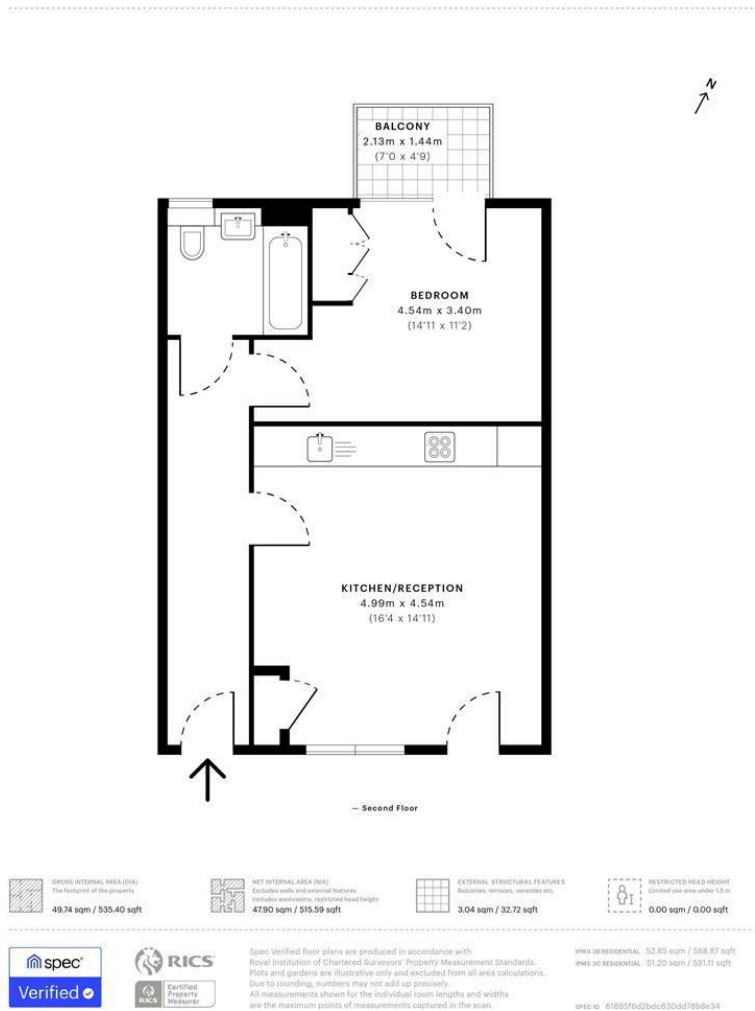 N
BALCONY
2.13m x 1.44m
(7'0 x 4'9)
BEDROOM
4.54m x 3.40m
(14'11 x 11'2)
KITCHEN/RECEPTION
4.99m x 4.54m
(16'4 x 14'11)
— Second Floor
GROSS INTERNAL AREA (GIA)
The footprint of the property
49.74 sqm / 535.40 sqft
NET INTERNAL AREA (NIA)
Excludes walls and external features
Includes washrooms, restricted head height
47.90 sqm / 515.59 sqft
EXTERNAL STRUCTURAL FEATURES
Balconies, terraces, verandas etc.
3.04 sqm / 32.72 sqft
RESTRICTED HEAD HEIGHT
Limited use area under 1.5 m
0.00 sqm / 0.00 sqft
spec
Verified
RICS
RICS
Certified
Property
Measurer
Spec Verified floor plans are produced in accordance with
Royal Institution of Chartered Surveyors' Property Measurement Standards.
Plots and gardens are illustrative only and excluded from all area calculations.
Due to rounding, numbers may not add up precisely.
All measurements shown for the individual room lengths and widths
are the maximum points of measurements captured in the scan.
IPMS 3B RESIDENTIAL 52.85 sqm / 568.87 sqft
IPMS 3C RESIDENTIAL 51.20 sqm / 551.11 sqft
SPEC ID